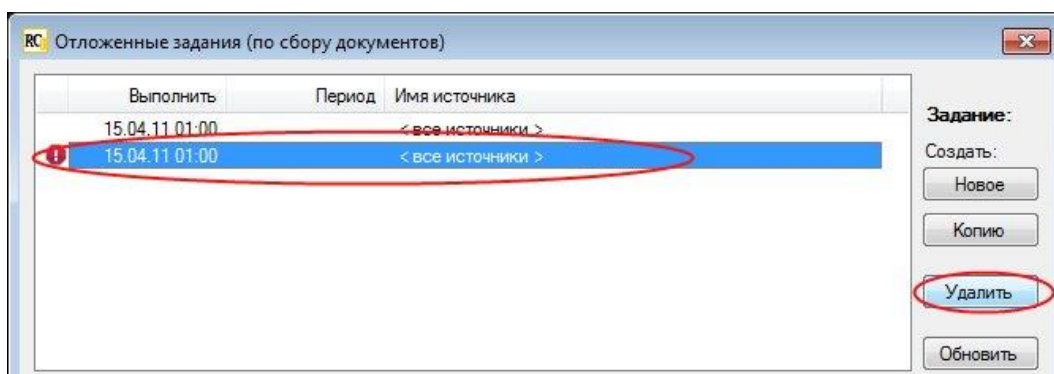 RC Отложенные задания (по сбору документов)
Выполнить Период Имя источника
15.04.11 01:00 < все источники >
15.04.11 01:00 < все источники >
Задание:
Создать:
Новое
Копию
Удалить
Обновить